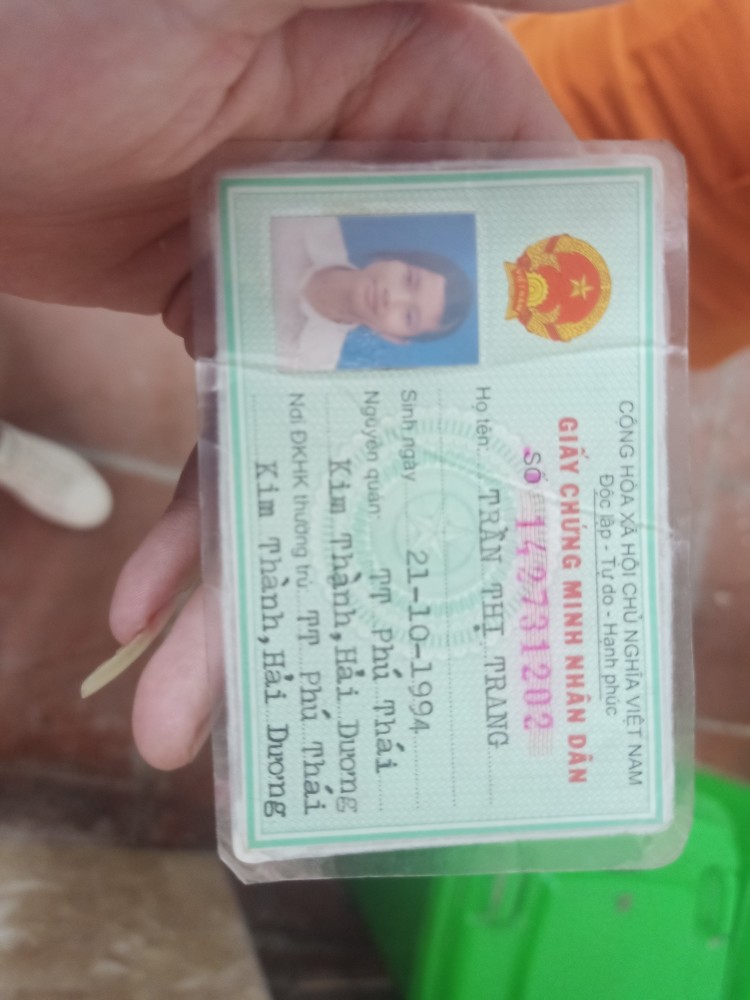 CỘNG HÒA XÃ HỘI CHỦ NGHĨA VIỆT NAM
Độc lập - Tự do - Hạnh phúc
GIẤY CHỨNG MINH NHÂN DÂN
SỐ 142731202
Họ tên: TRẦN THỊ TRANG
Sinh ngày 21-10-1994
Nguyên quán: TT Phú Thái
Kim Thành, Hải Dương
Nơi ĐKHK thường trú: TT Phú Thái
Kim Thành, Hải Dương